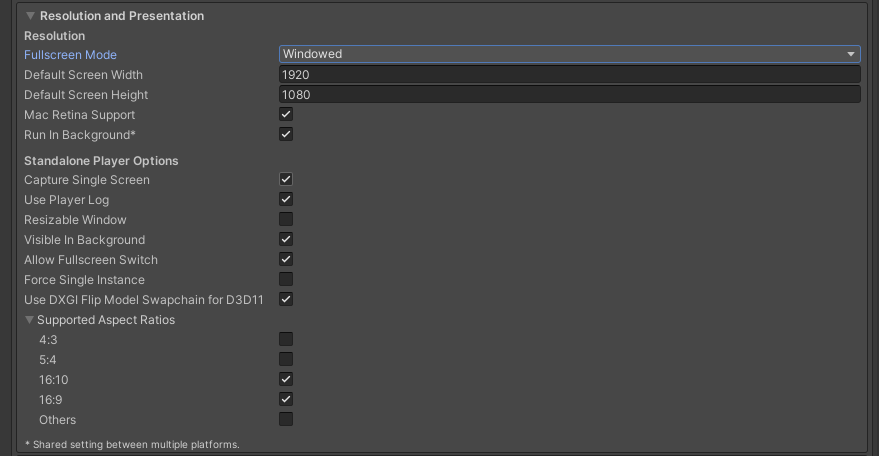 Resolution and Presentation
Resolution
Fullscreen Mode Windowed
Default Screen Width 1920
Default Screen Height 1080
Mac Retina Support
Run In Background*
Standalone Player Options
Capture Single Screen
Use Player Log
Resizable Window
Visible In Background
Allow Fullscreen Switch
Force Single Instance
Use DXGI Flip Model Swapchain for D3D11
Supported Aspect Ratios
4:3
5:4
16:10
16:9
Others
* Shared setting between multiple platforms.